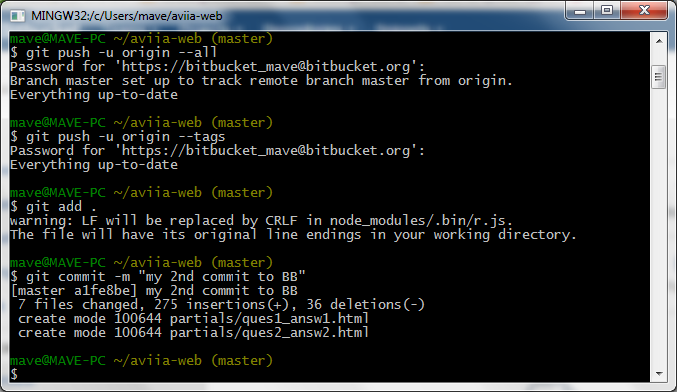 MINGW32:/c/Users/mave/aviia-web
mave@MAVE-PC ~/aviia-web (master)
$ git push -u origin --all
Password for 'https://bitbucket_mave@bitbucket.org':
Branch master set up to track remote branch master from origin.
Everything up-to-date
mave@MAVE-PC ~/aviia-web (master)
$ git push -u origin --tags
Password for 'https://bitbucket_mave@bitbucket.org':
Everything up-to-date
mave@MAVE-PC ~/aviia-web (master)
$ git add .
warning: LF will be replaced by CRLF in node_modules/.bin/r.js.
The file will have its original line endings in your working directory.
mave@MAVE-PC ~/aviia-web (master)
$ git commit -m "my 2nd commit to BB"
[master a1fe8be] my 2nd commit to BB
 7 files changed, 275 insertions(+), 36 deletions(-)
 create mode 100644 partials/ques1_answ1.html
 create mode 100644 partials/ques2_answ2.html
mave@MAVE-PC ~/aviia-web (master)
$